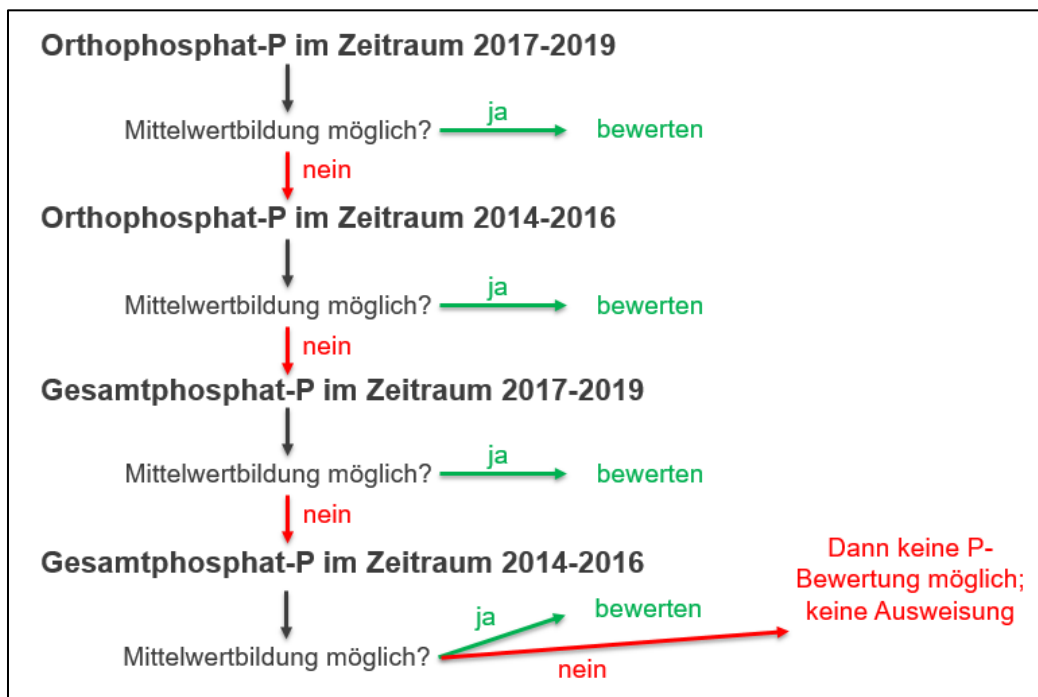 Orthophosphat-P im Zeitraum 2017-2019
Mittelwertbildung möglich?
ja
bewerten
nein
Orthophosphat-P im Zeitraum 2014-2016
Mittelwertbildung möglich?
ja
bewerten
nein
Gesamtphosphat-P im Zeitraum 2017-2019
Mittelwertbildung möglich?
ja
bewerten
nein
Gesamtphosphat-P im Zeitraum 2014-2016
Mittelwertbildung möglich?
ja
bewerten
nein
Dann keine P-
Bewertung möglich;
keine Ausweisung